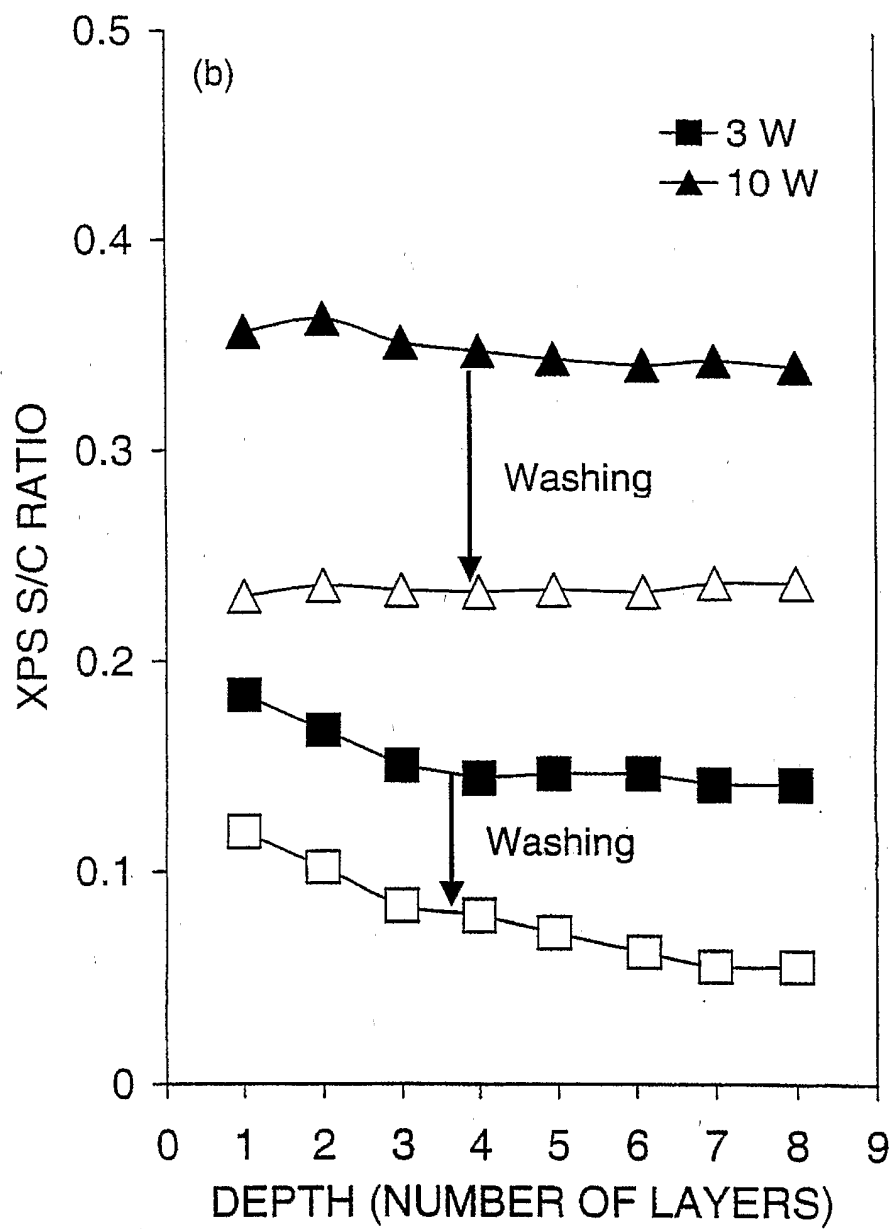 0.5
(b)
3 W
10 W
0.4
0.3
Washing
XPS S/C RATIO
0.2
Washing
0.1
0
0 1 2 3 4 5 6 7 8 9
DEPTH (NUMBER OF LAYERS)